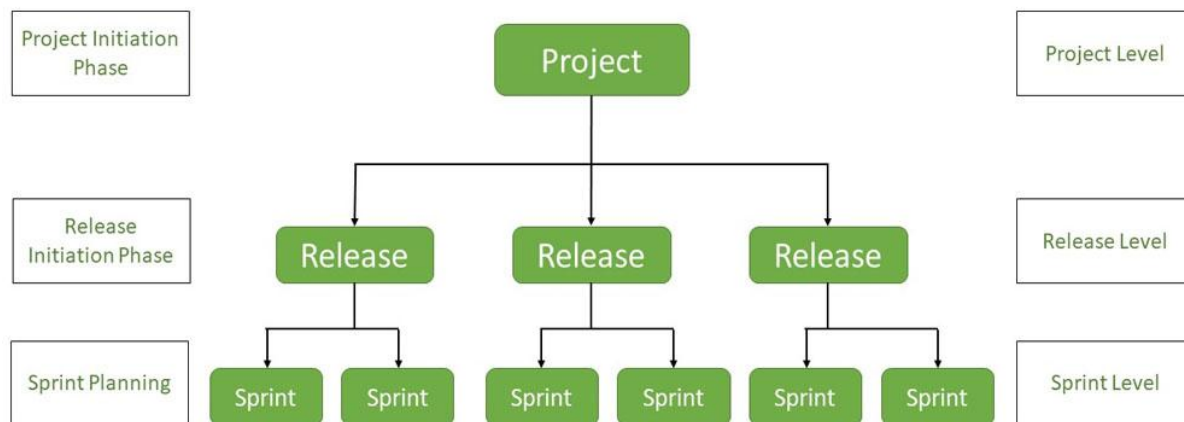 Project Initiation
Phase
Project
Project Level
Release
Initiation Phase
Release
Release
Release
Release Level
Sprint Planning
Sprint
Sprint
Sprint
Sprint
Sprint
Sprint
Sprint Level